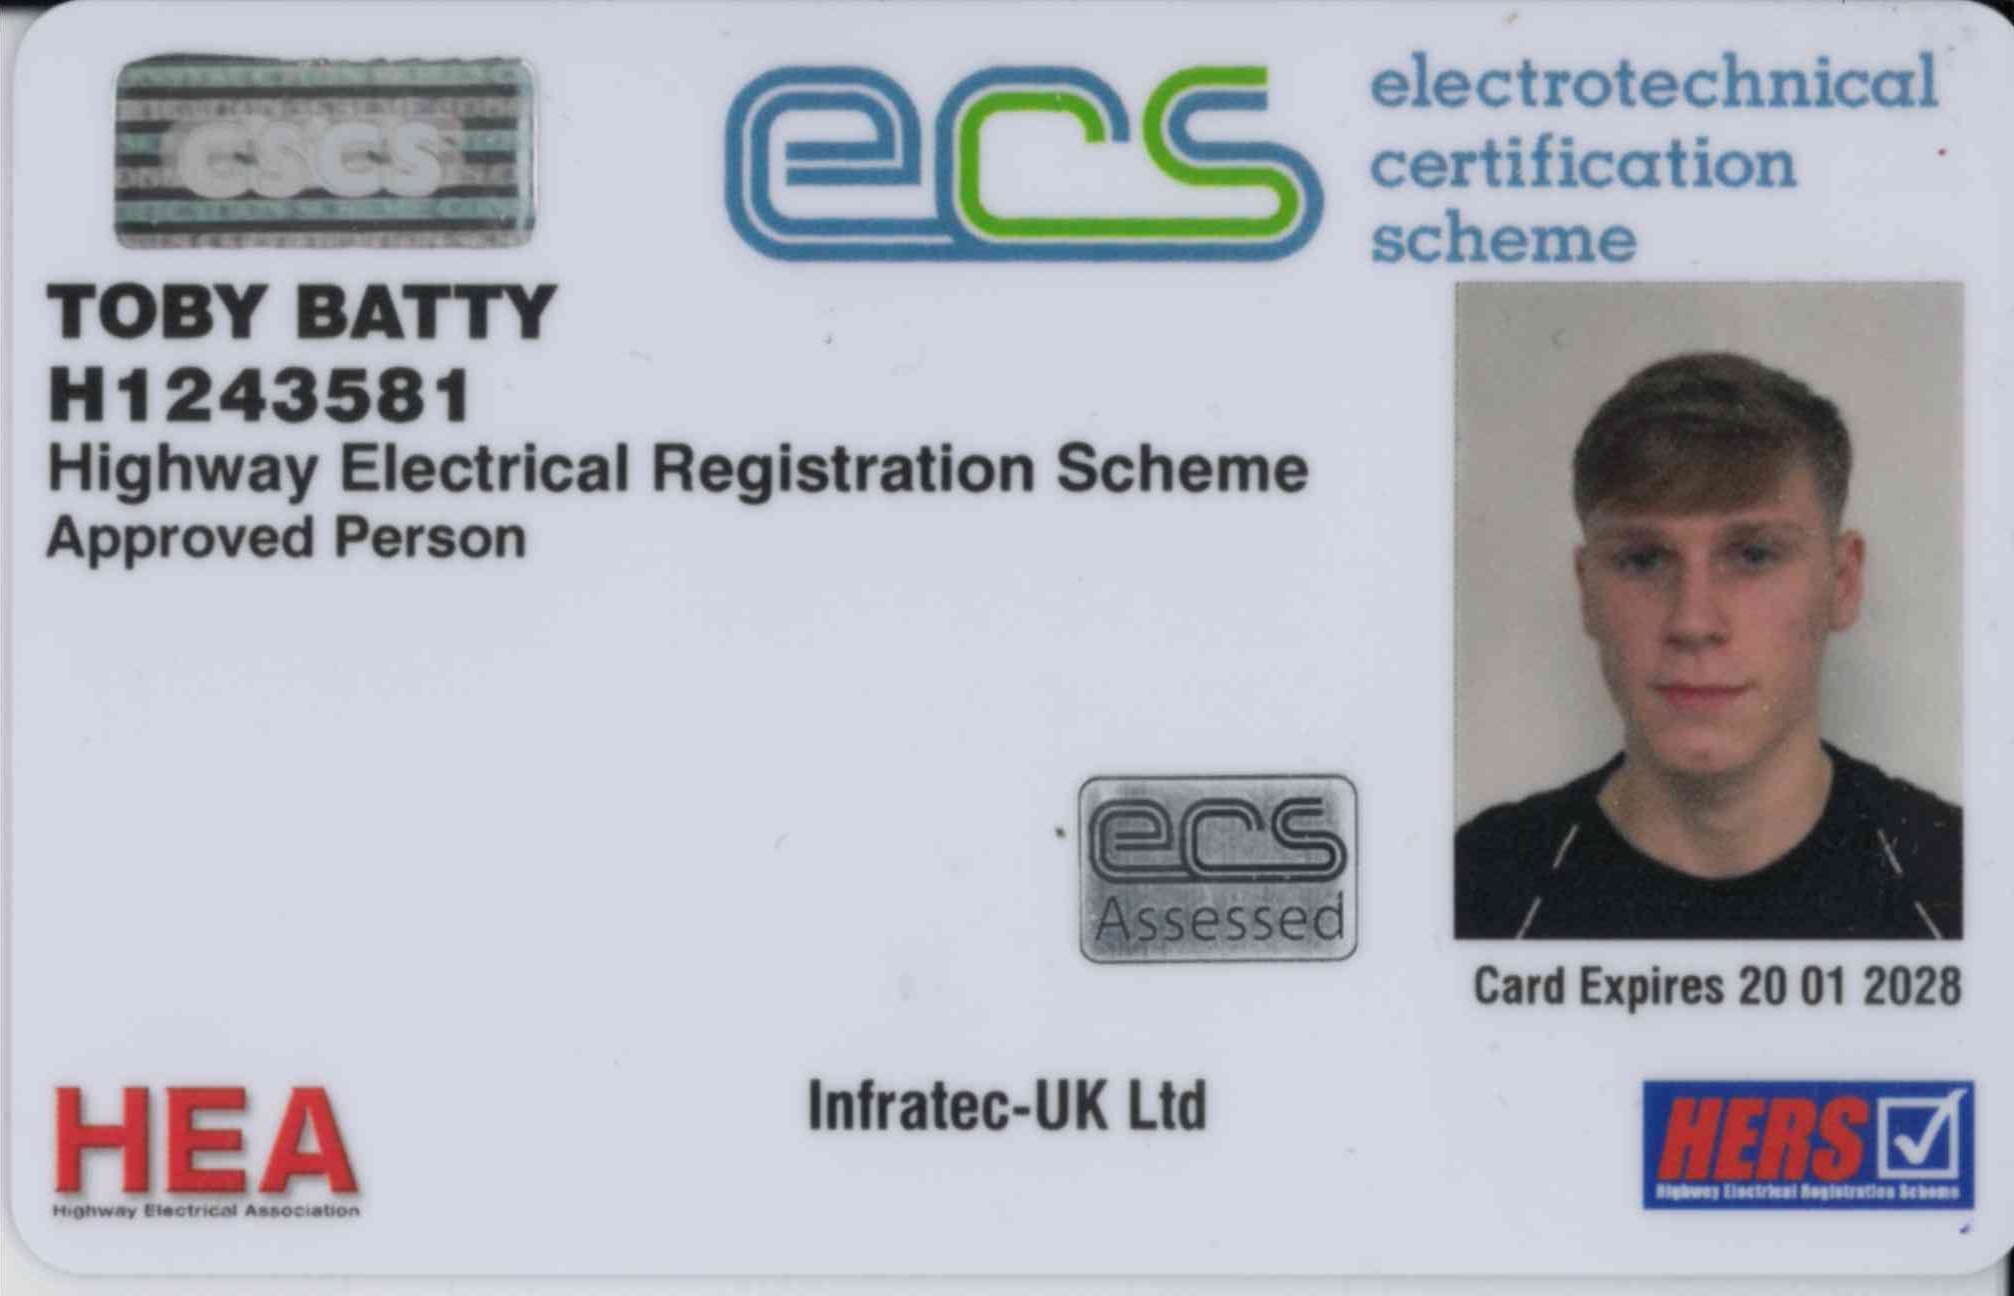 CSCS
ecs
electrotechnical
certification
scheme
TOBY BATTY
H1243581
Highway Electrical Registration Scheme
Approved Person
ecs
Assessed
Card Expires 20 01 2028
HEA
Highway Electrical Association
Infratec-UK Ltd
HERS
Highway Electrical Registration Scheme